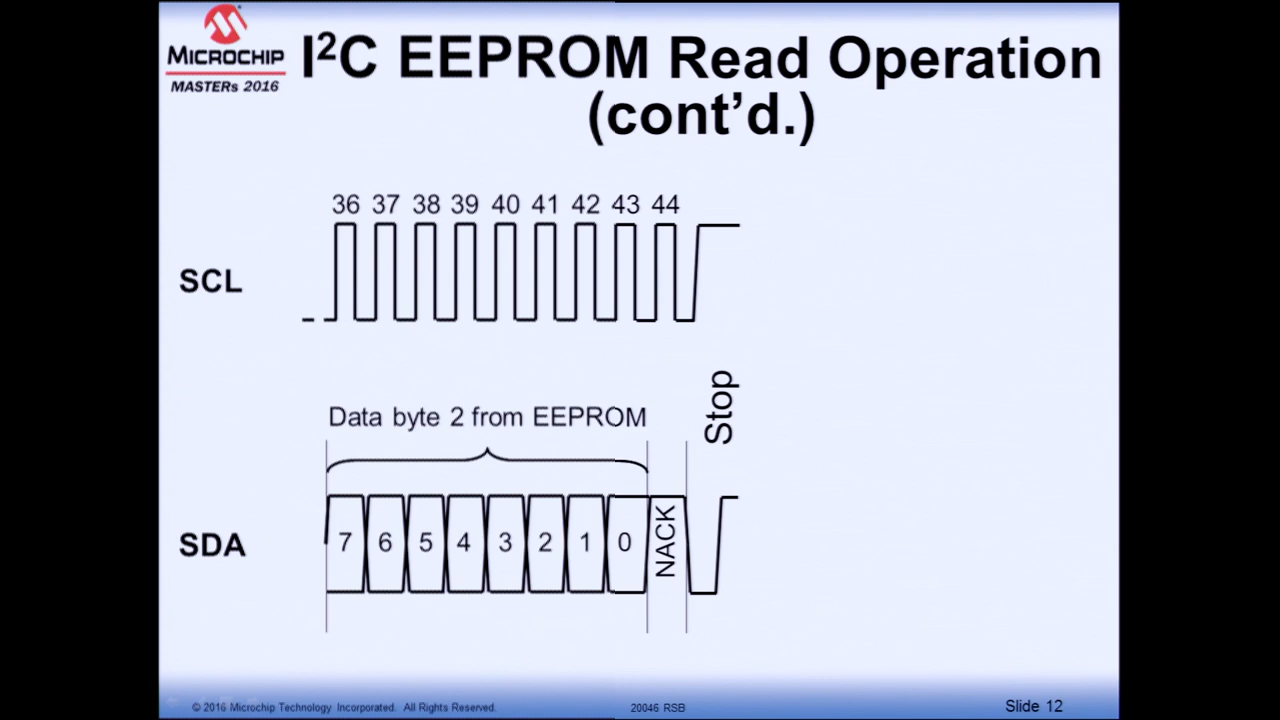 MICROCHIP
MASTERs 2016
I²C EEPROM Read Operation
(cont’d.)
36 37 38 39 40 41 42 43 44
SCL
Stop
Data byte 2 from EEPROM
SDA
7 6 5 4 3 2 1 0 NACK
© 2016 Microchip Technology Incorporated. All Rights Reserved.
20046 RSB
Slide 12